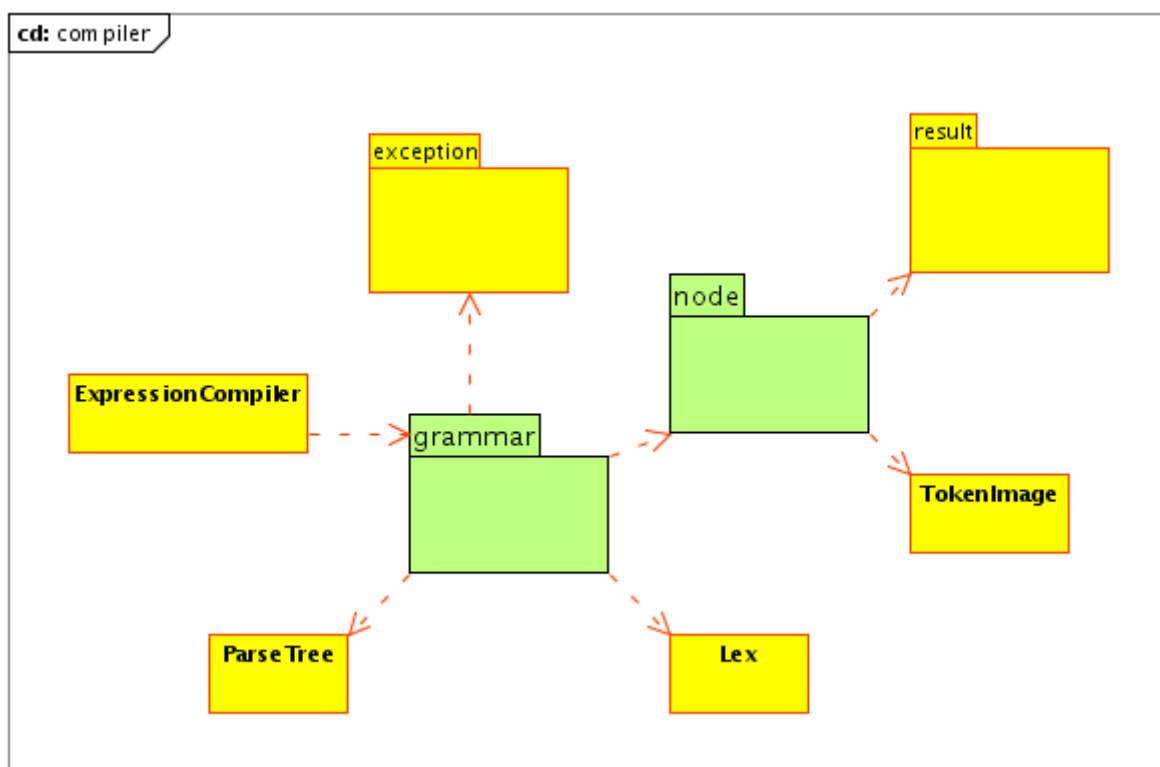 cd: compiler
result
exception
node
ExpressionCompiler
grammar
TokenImage
ParseTree
Lex